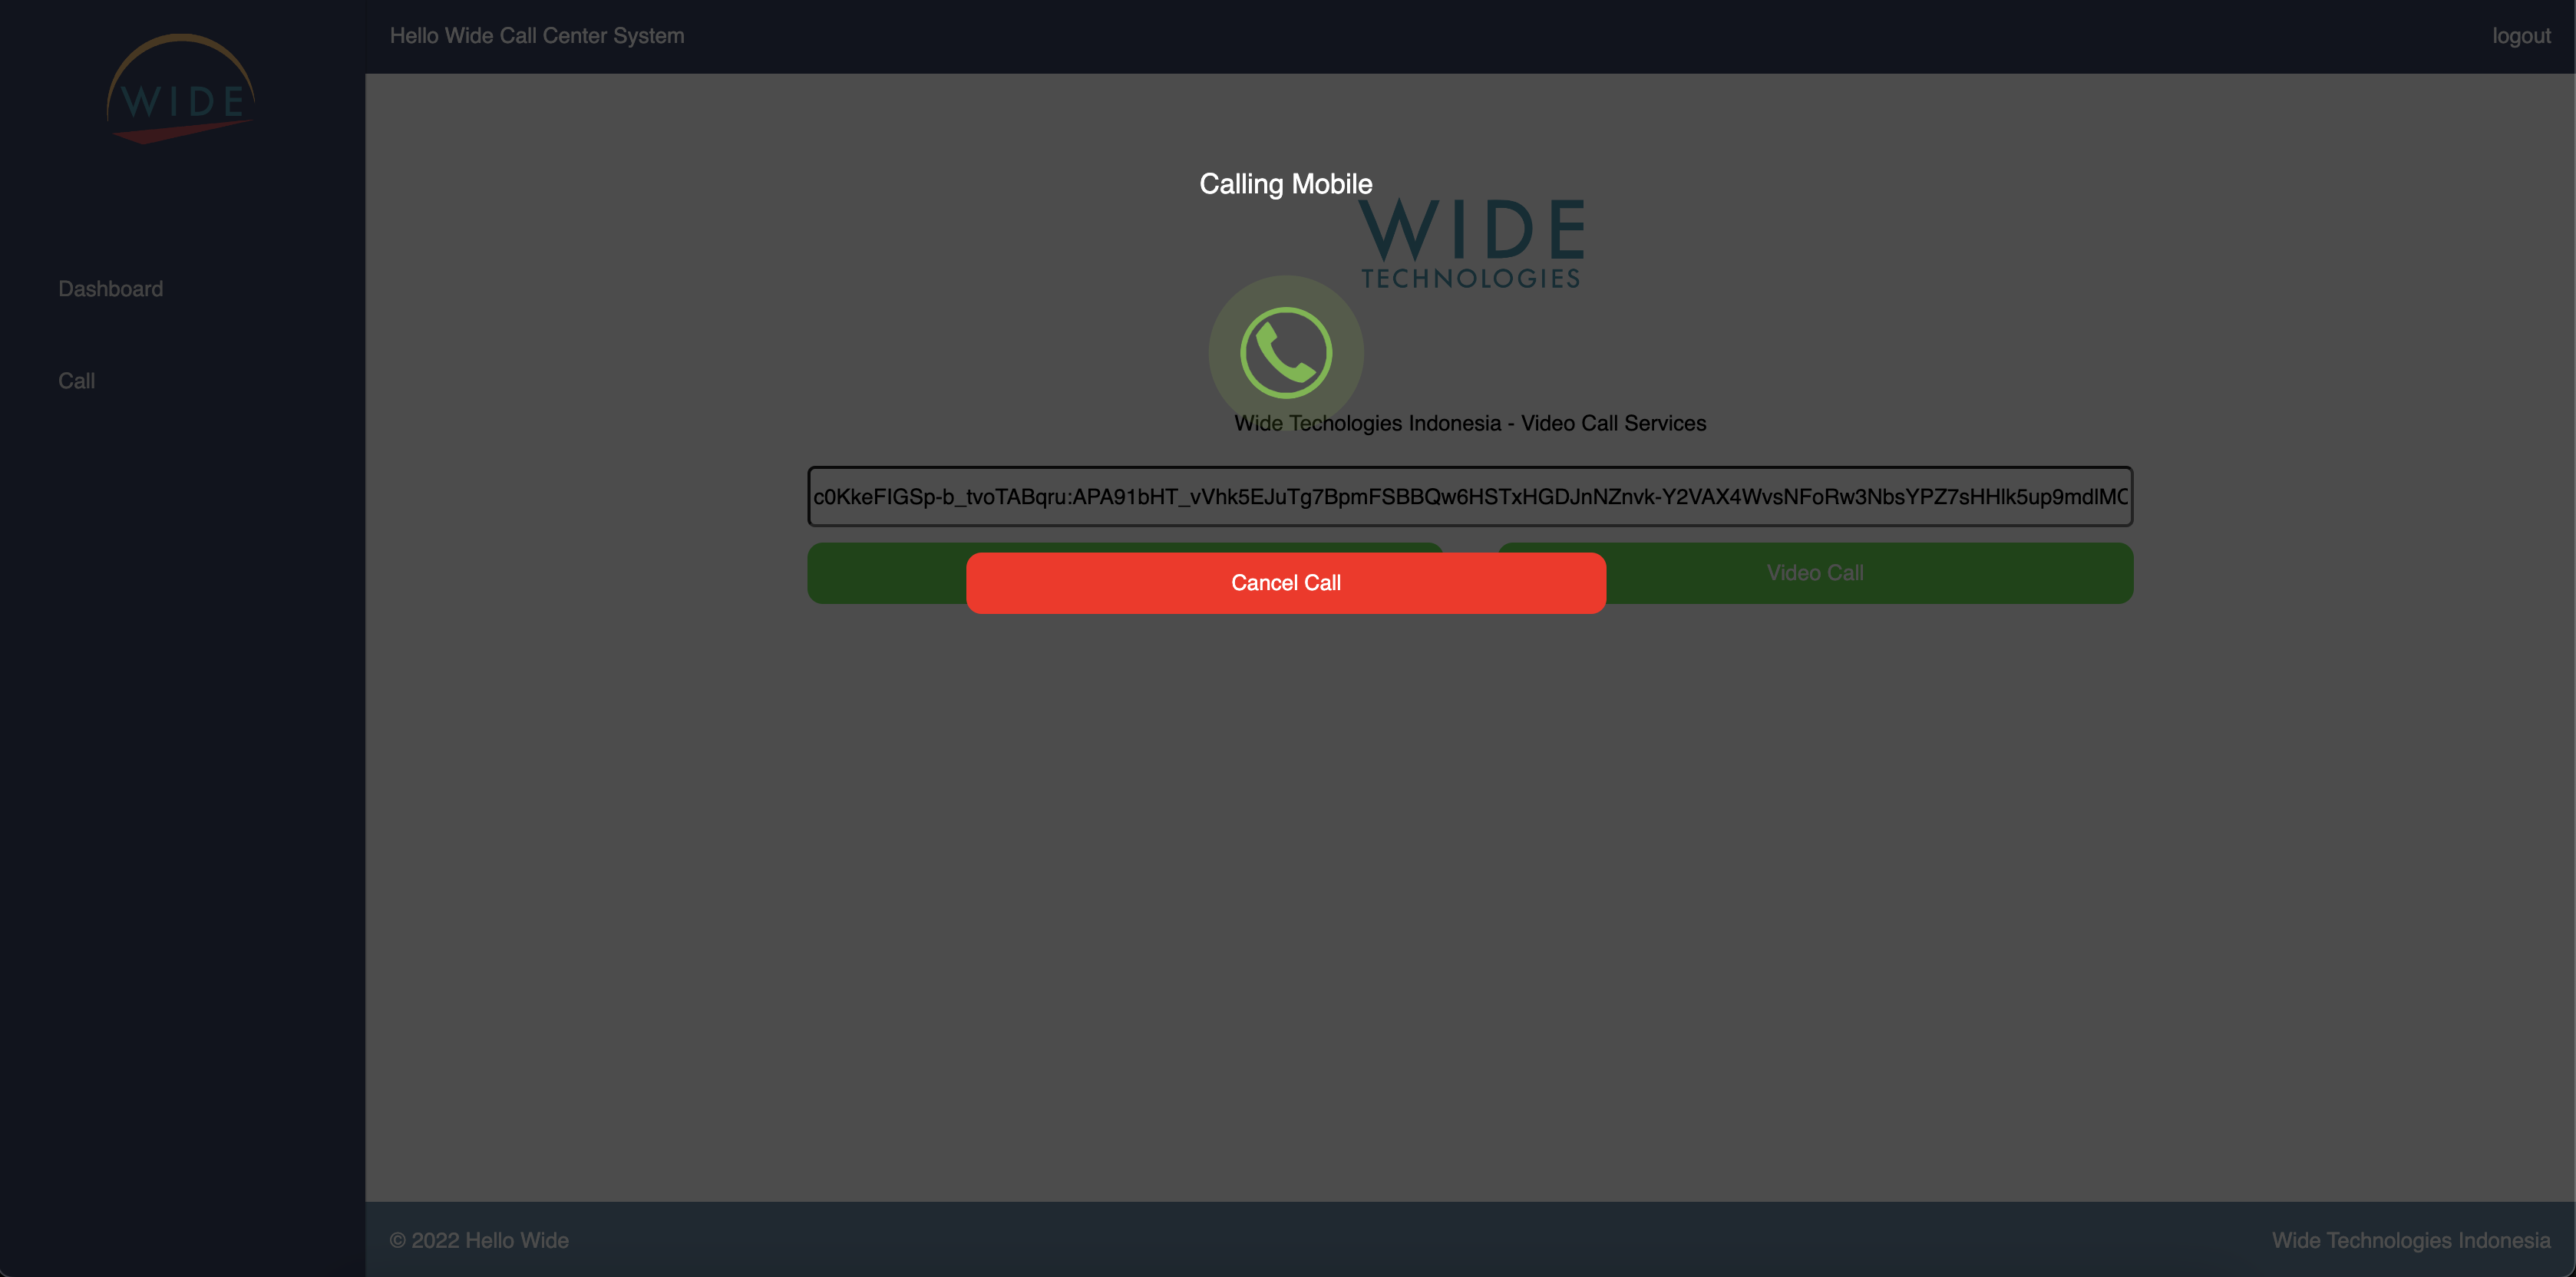 Hello Wide Call Center System
logout
WIDE
Dashboard
Call
Calling Mobile
WIDE
TECHNOLOGIES
Wide Techologies Indonesia - Video Call Services
c0KkeFIGSp-b_tvoTABqru:APA91bHT_vVhk5EJuTg7BpmFSBBQw6HSTxHGDJnNZnvk-Y2VAX4WvsNFoRw3NbsYPZ7sHHlk5up9mdlMC
Cancel Call
Video Call
© 2022 Hello Wide
Wide Technologies Indonesia